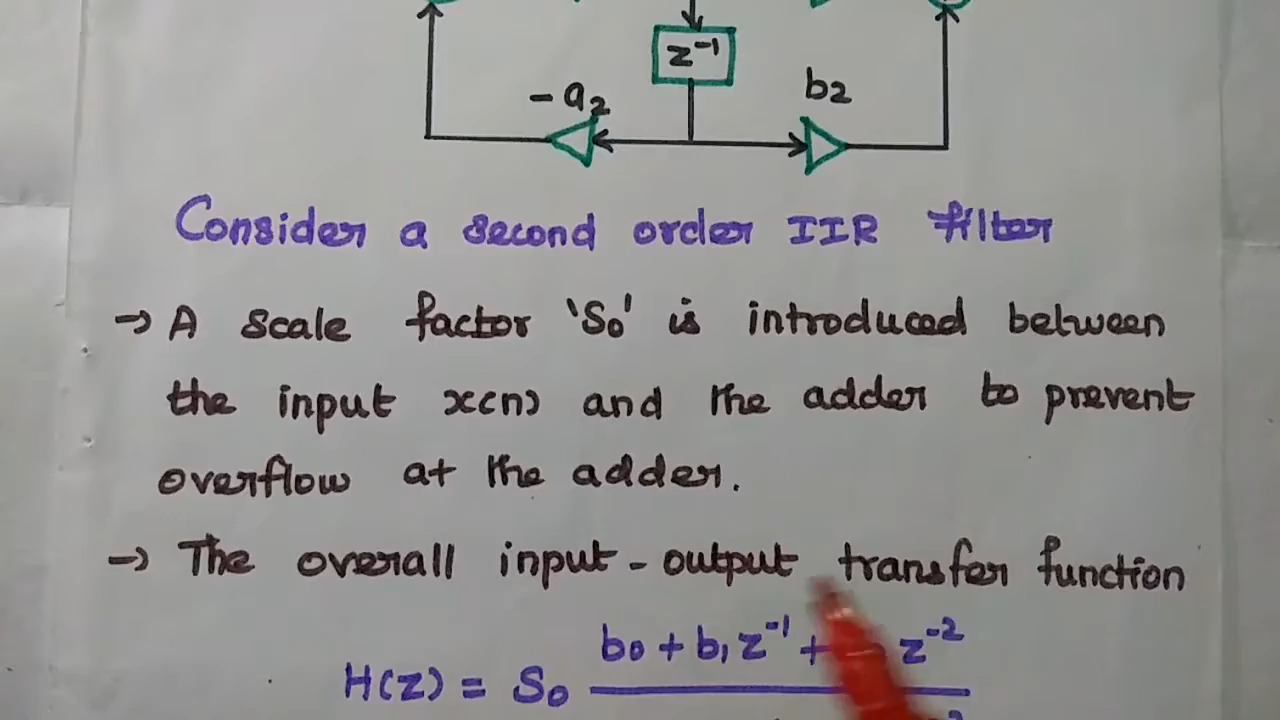 z⁻¹
-a₂
b₂
Consider a second order IIR filter
→ A scale factor 'S₀' is introduced between
the input x(n) and the adder to prevent
overflow at the adder.
→ The overall input-output transfer function
b₀ + b₁z⁻¹ + z⁻²
H(z) = S₀